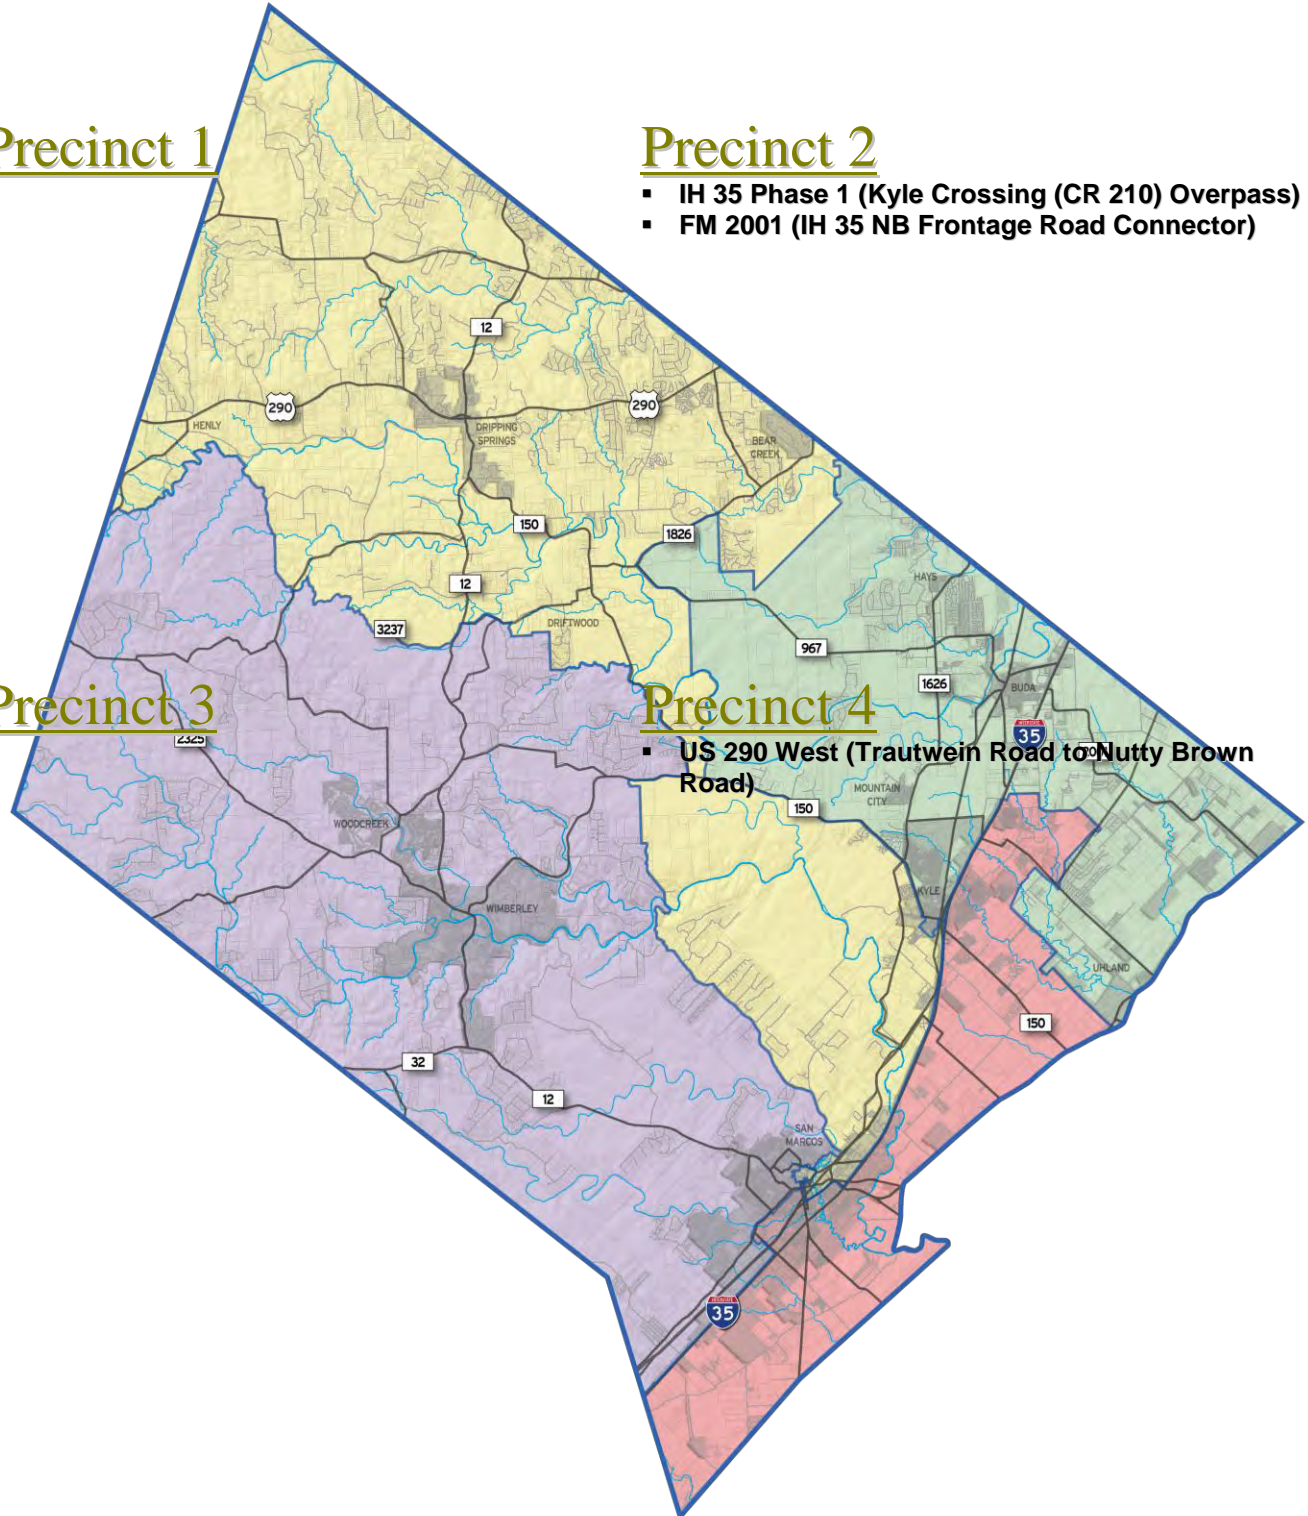 Precinct 1
Precinct 2
▪ IH 35 Phase 1 (Kyle Crossing (CR 210) Overpass)
▪ FM 2001 (IH 35 NB Frontage Road Connector)
12
290
290
HENLY
DRIPPING
SPRINGS
BEAR
CREEK
150
1826
12
HAYS
3237
DRIFTWOOD
967
1626
BUDA
Precinct 3
Precinct 4
2325
35
▪ US 290 West (Trautwein Road to Nutty Brown
Road)
MOUNTAIN
CITY
150
WOODCREEK
KYLE
WIMBERLEY
UHLAND
150
32
12
SAN
MARCOS
35